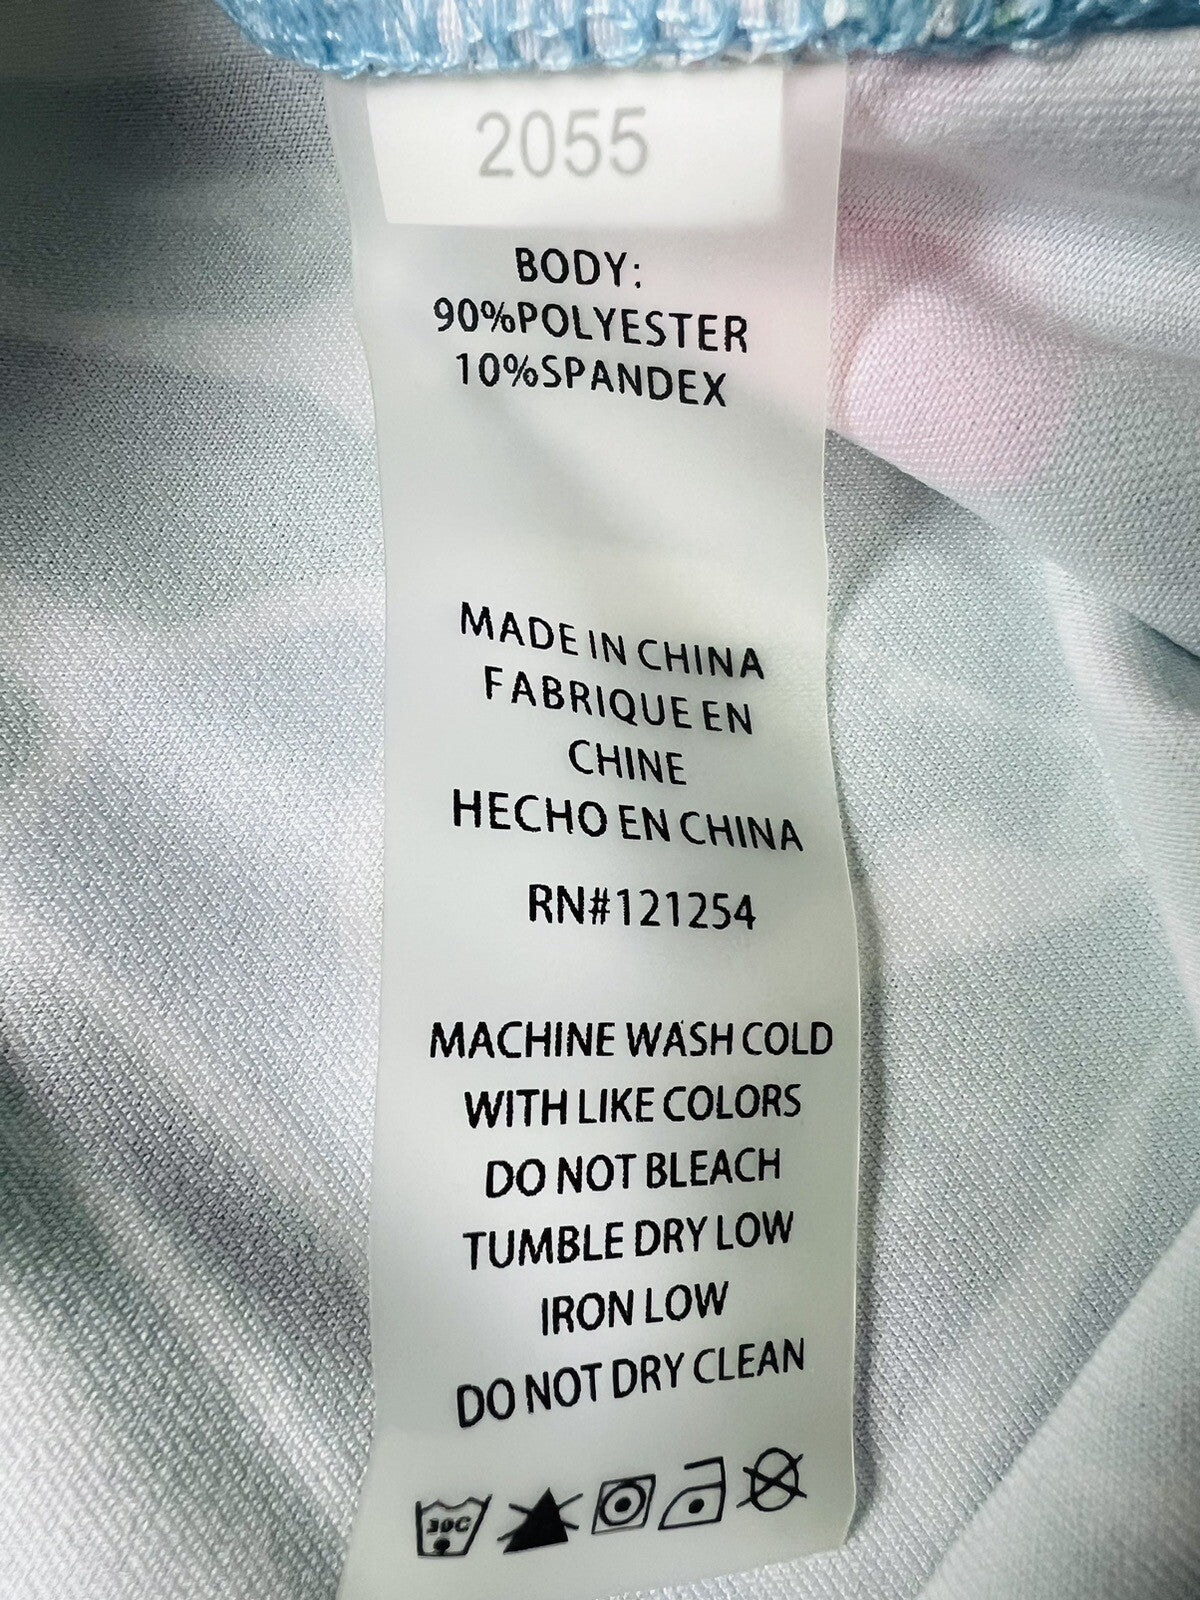 2055
BODY:
90%POLYESTER
10%SPANDEX
MADE IN CHINA
FABRIQUE EN
CHINE
HECHO EN CHINA
RN#121254
MACHINE WASH COLD
WITH LIKE COLORS
DO NOT BLEACH
TUMBLE DRY LOW
IRON LOW
DO NOT DRY CLEAN
30C